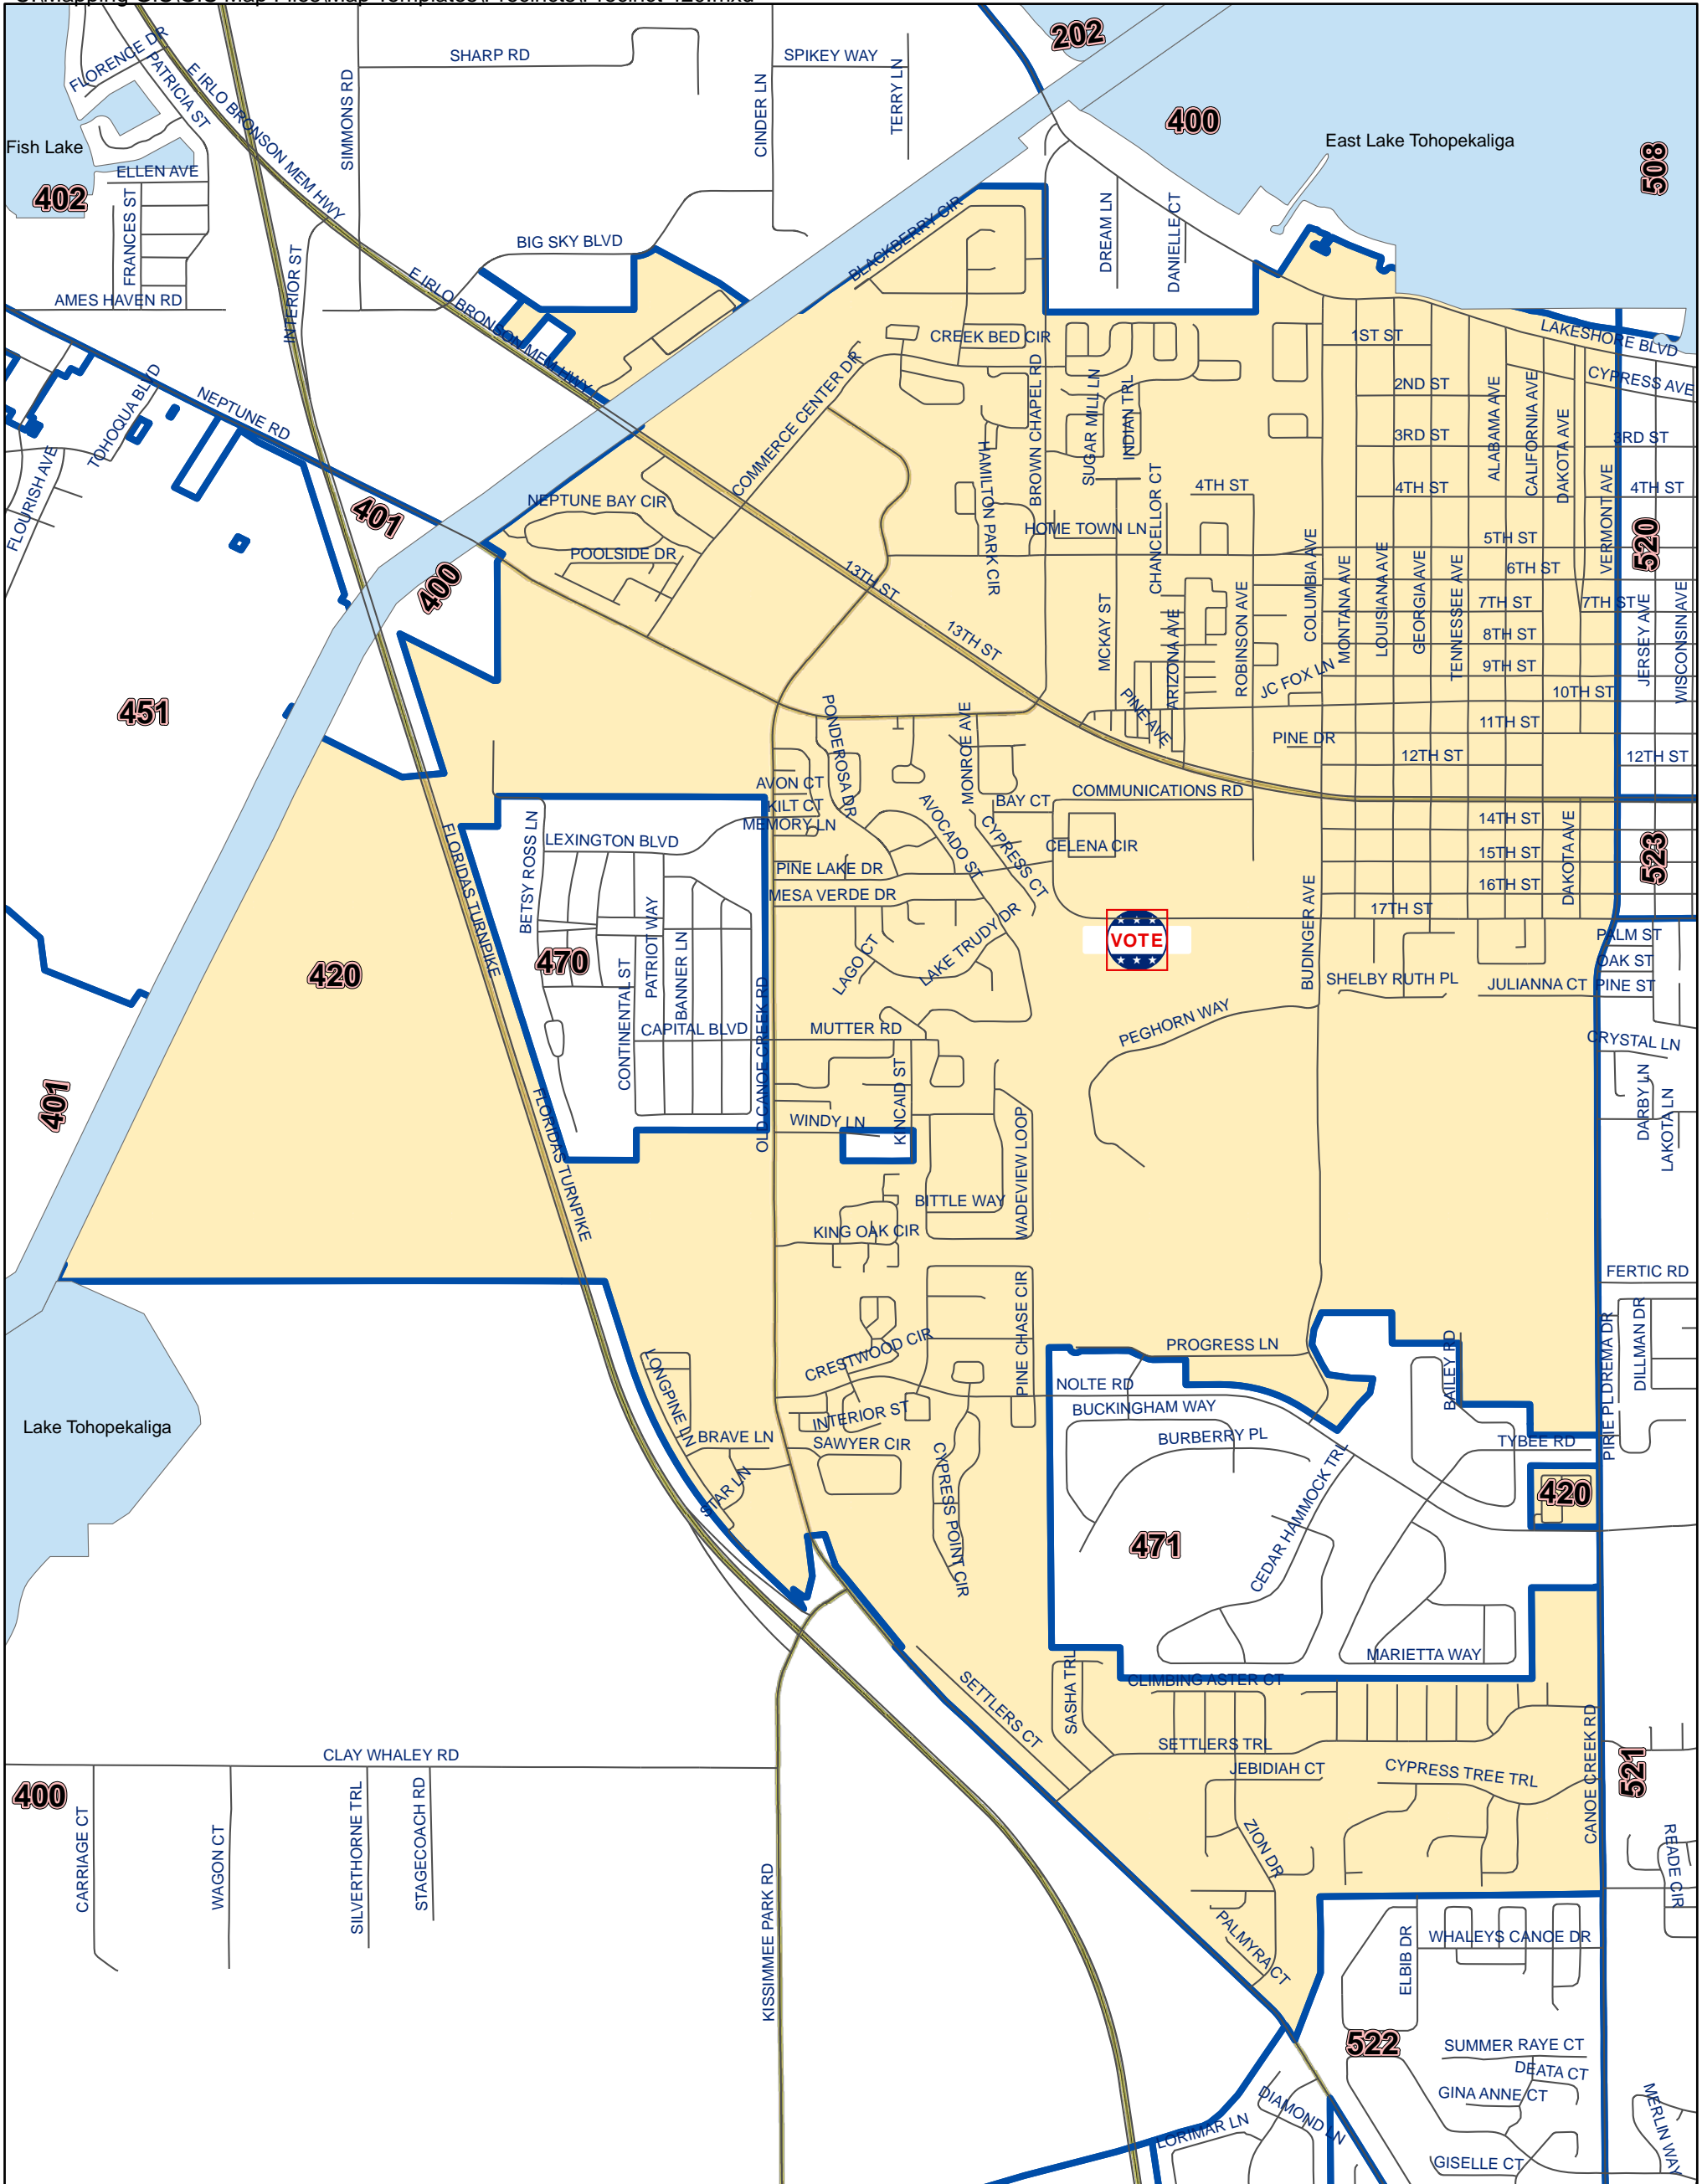 202
SHARP RD
SPIKEY WAY
FLORENCE DR
PATRICIA ST
E IRLO BRONSON MEM HWY
SIMMONS RD
CINDER LN
TERRY LN
400
East Lake Tohopekaliga
508
Fish Lake
ELLEN AVE
402
FRANCES ST
BIG SKY BLVD
BLACKBERRY CIR
DREAM LN
DANIELLE CT
INTERIOR ST
AMES HAVEN RD
E IRLO BRONSON MEM HWY
CREEK BED CIR
1ST ST
LAKESHORE BLVD
CYPRESS AVE
2ND ST
NEPTUNE RD
TOHOQUA BLVD
FLOURISH AVE
COMMERCE CENTER DR
BROWN CHAPEL RD
SUGAR MILL LN
INDIAN TRL
ALABAMA AVE
CALIFORNIA AVE
DAKOTA AVE
3RD ST
3RD ST
HAMILTON PARK CIR
CHANCELLOR CT
4TH ST
4TH ST
4TH ST
VERMONT AVE
401
NEPTUNE BAY CIR
HOME TOWN LN
5TH ST
520
POOLSIDE DR
13TH ST
6TH ST
400
COLUMBIA AVE
MONTANA AVE
LOUISIANA AVE
GEORGIA AVE
TENNESSEE AVE
7TH ST
7TH ST
JERSEY AVE
WISCONSIN AVE
MCKAY ST
ARIZONA AVE
ROBINSON AVE
13TH ST
8TH ST
9TH ST
JC FOX LN
10TH ST
451
PONDEROSA DR
MONROE AVE
PINE AVE
11TH ST
PINE DR
12TH ST
12TH ST
AVON CT
KILT CT
MEMORY LN
COMMUNICATIONS RD
BAY CT
AVOCADO ST
CYPRESS CT
14TH ST
FLORIDAS TURNPIKE
BETSY ROSS LN
LEXINGTON BLVD
CELENA CIR
15TH ST
DAKOTA AVE
523
PINE LAKE DR
16TH ST
MESA VERDE DR
17TH ST
BUDINGER AVE
VOTE
PALM ST
OAK ST
PINE ST
420
470
PATRIOT WAY
BANNER LN
CONTINENTAL ST
LAGO CT
LAKE TRUDY DR
SHELBY RUTH PL
JULIANNA CT
CAPITAL BLVD
OLD CANOE CREEK RD
MUTTER RD
PEGHORN WAY
CRYSTAL LN
401
KINCAID ST
DARBY LN
LAKOTA LN
FLORIDAS TURNPIKE
WINDY LN
WADEVIEW LOOP
BITTLE WAY
KING OAK CIR
FERTIC RD
PINE CHASE CIR
CRESTWOOD CIR
PROGRESS LN
BAILEY RD
DILLMAN DR
LONGPINE LN
NOLTE RD
Lake Tohopekaliga
INTERIOR ST
BUCKINGHAM WAY
BRAVE LN
SAWYER CIR
BURBERRY PL
TYBEE RD
STAR LN
CYPRESS POINT CIR
CEDAR HAMMOCK TRL
420
471
MARIETTA WAY
SASHA TRL
SETTLERS CT
CLIMBING ASTER CT
CLAY WHALEY RD
SETTLERS TRL
CANOE CREEK RD
JEBIDIAH CT
CYPRESS TREE TRL
521
400
CARRIAGE CT
WAGON CT
SILVERTHORNE TRL
STAGECOACH RD
ZION DR
READE CIR
KISSIMMEE PARK RD
PALMYRA CT
ELBIB DR
WHALEYS CANOE DR
522
SUMMER RAYE CT
DEATA CT
GINA ANNE CT
DIAMOND LN
LORIMAR LN
MERLIN WAY
GISELLE CT